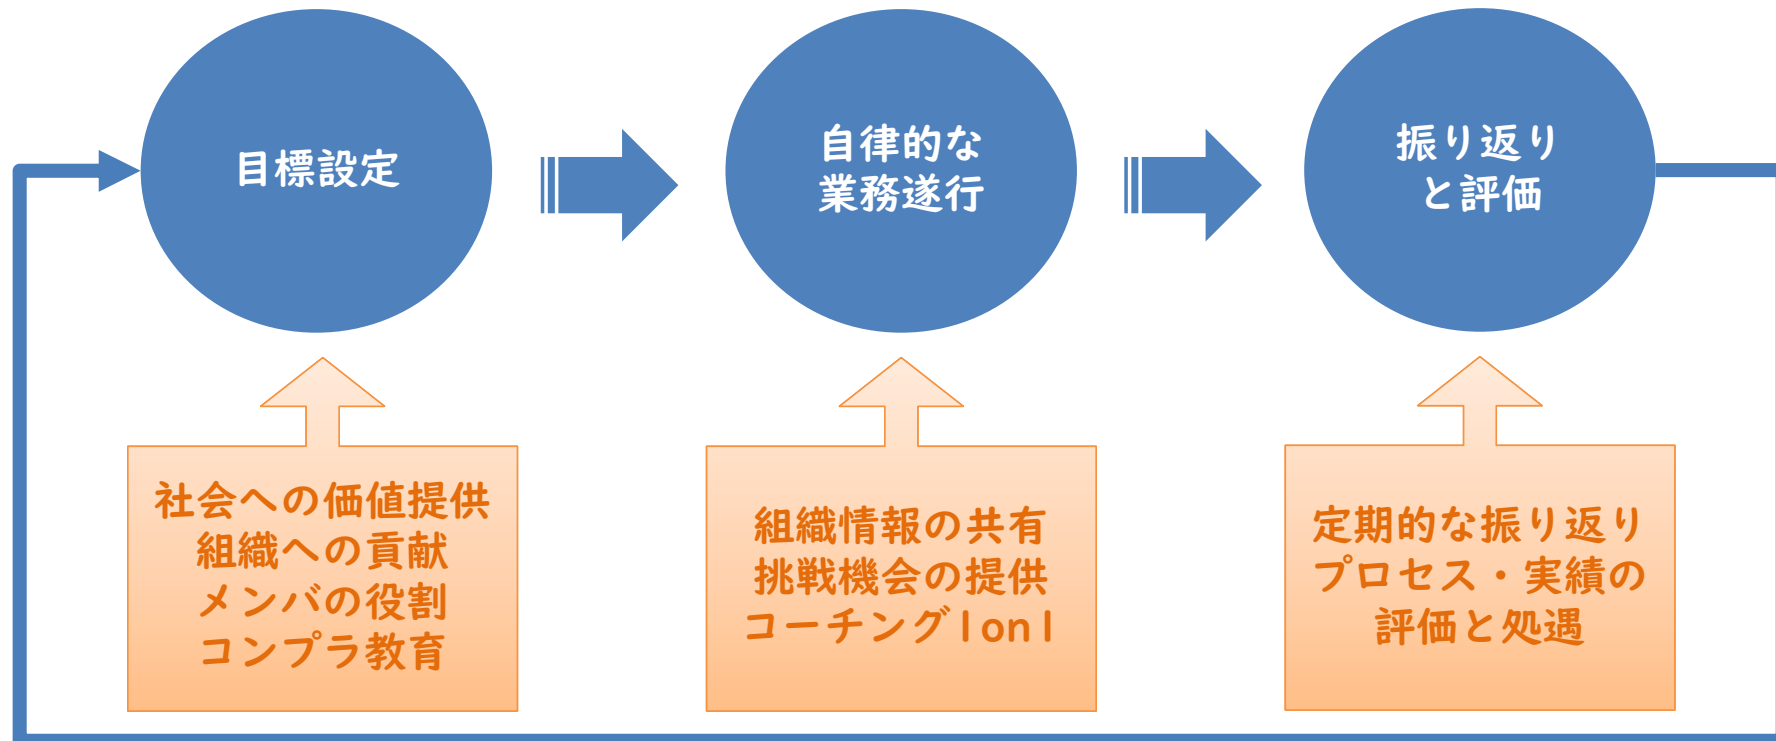 目標設定
自律的な
業務遂行
振り返り
と評価
社会への価値提供
組織への貢献
メンバの役割
コンプラ教育
組織情報の共有
挑戦機会の提供
コーチング1on1
定期的な振り返り
プロセス・実績の
評価と処遇